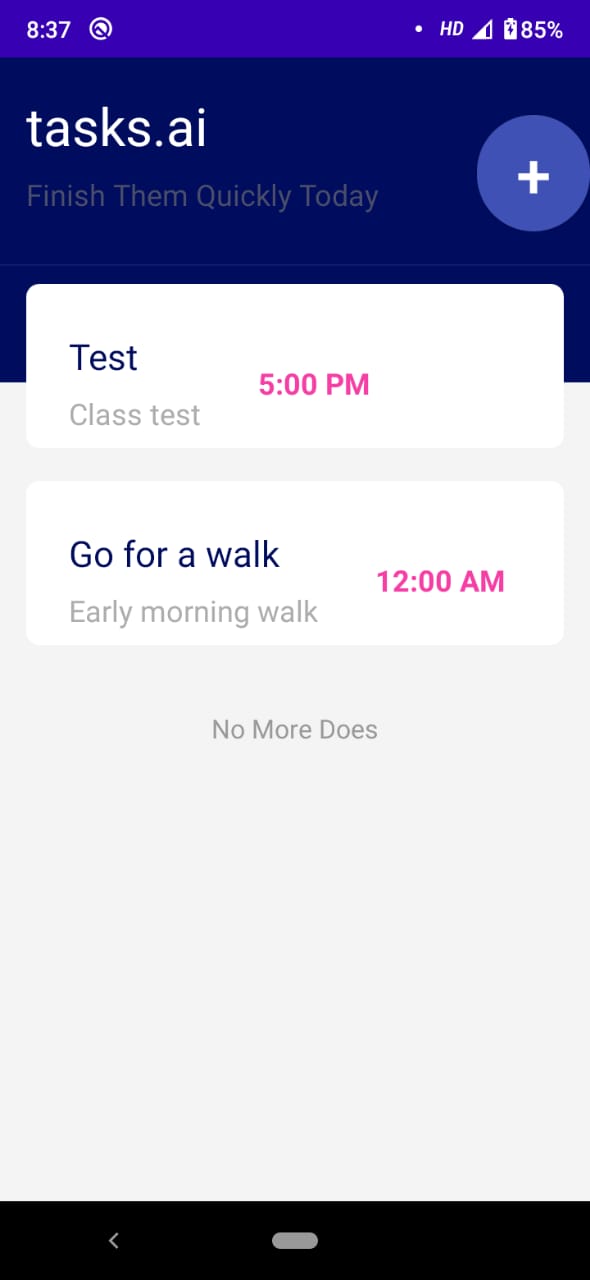 8:37 HD 85%
tasks.ai
Finish Them Quickly Today
+
Test
5:00 PM
Class test
Go for a walk
12:00 AM
Early morning walk
No More Does